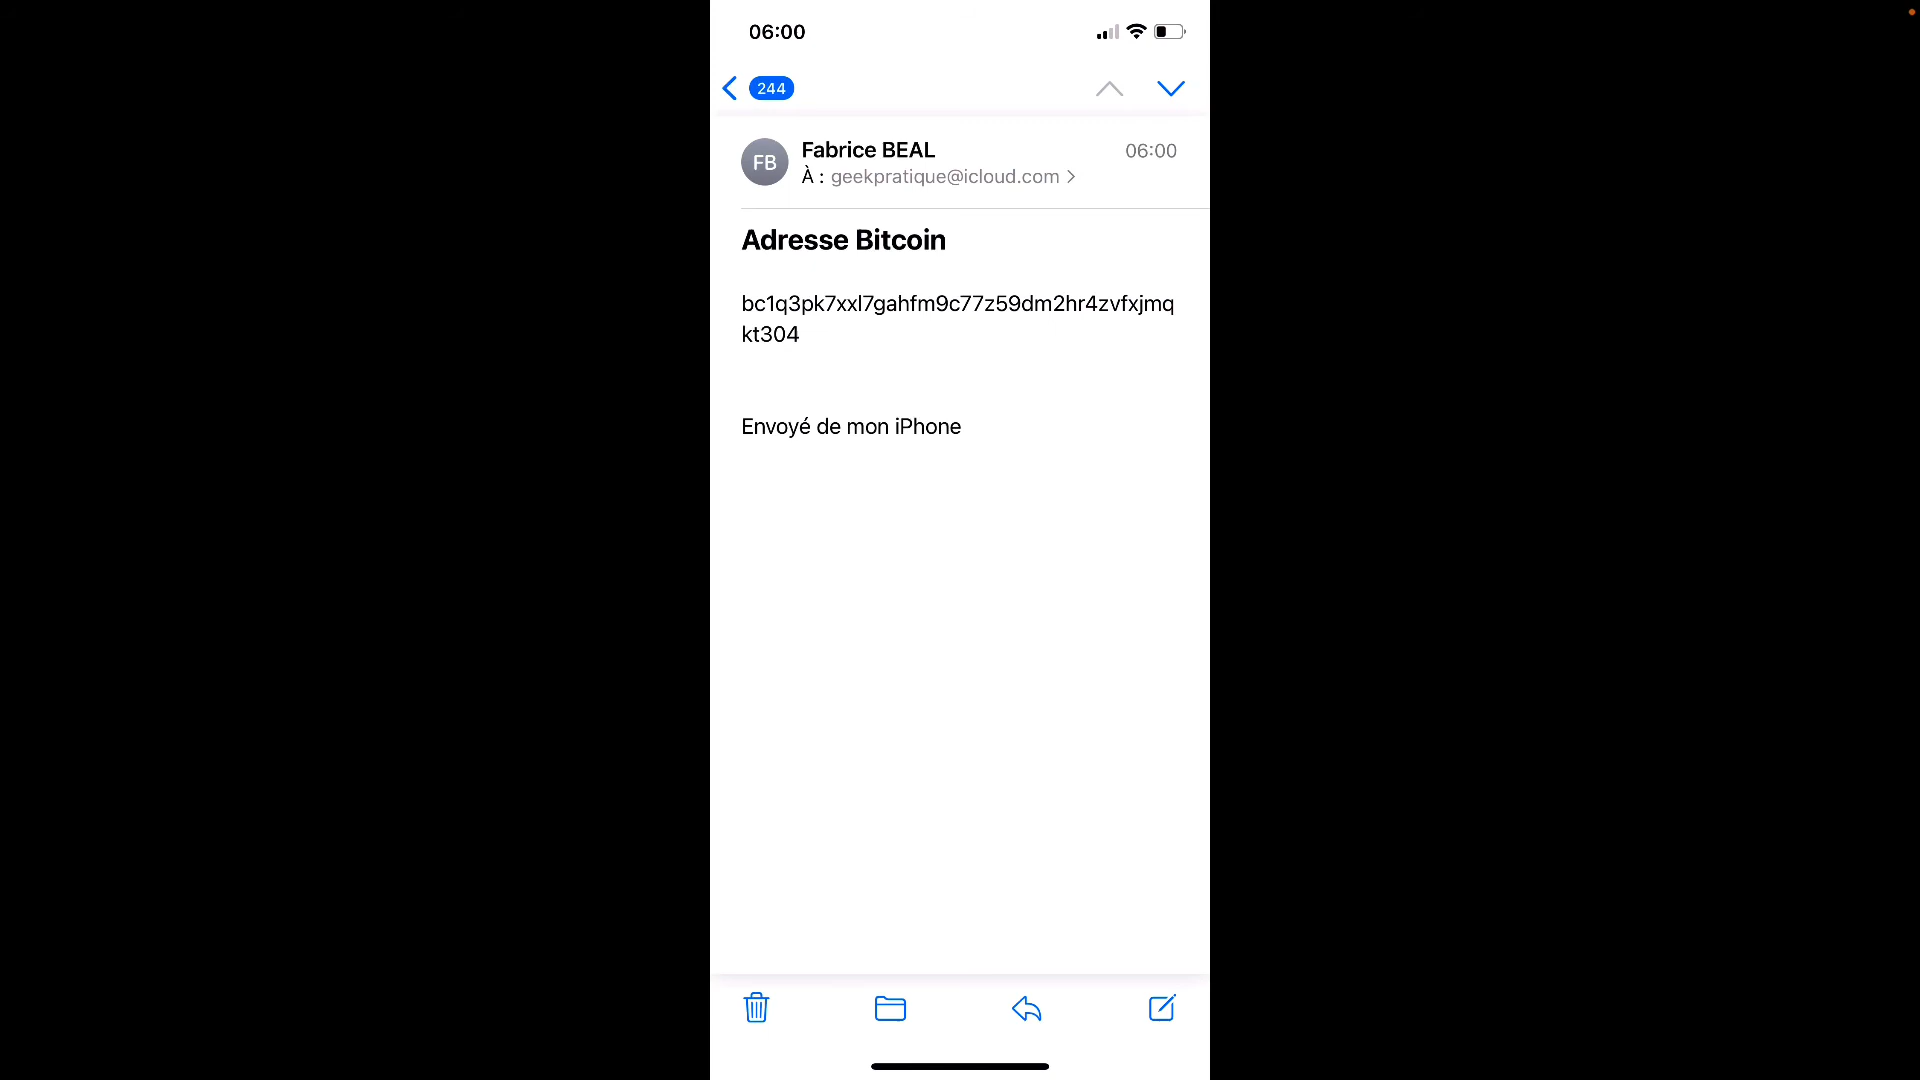 06:00
244
FB
Fabrice BEAL
06:00
À : geekpratique@icloud.com
Adresse Bitcoin
bc1q3pk7xxl7gahfm9c77z59dm2hr4zvfxjmq
kt304
Envoyé de mon iPhone